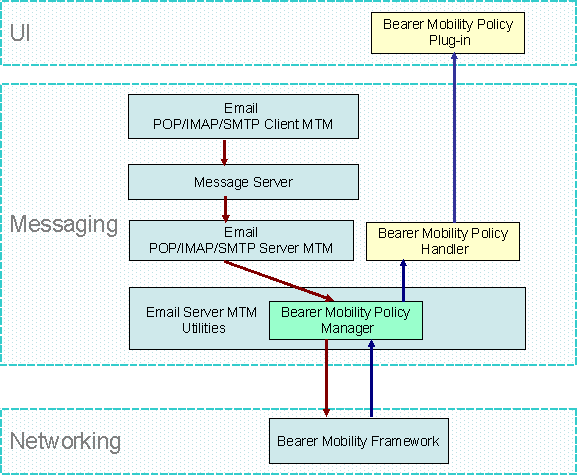 UI
Bearer Mobility Policy
Plug-in
Messaging
Email
POP/IMAP/SMTP Client MTM
Message Server
Email
POP/IMAP/SMTP Server MTM
Bearer Mobility Policy
Handler
Email Server MTM
Utilities
Bearer Mobility Policy
Manager
Networking
Bearer Mobility Framework